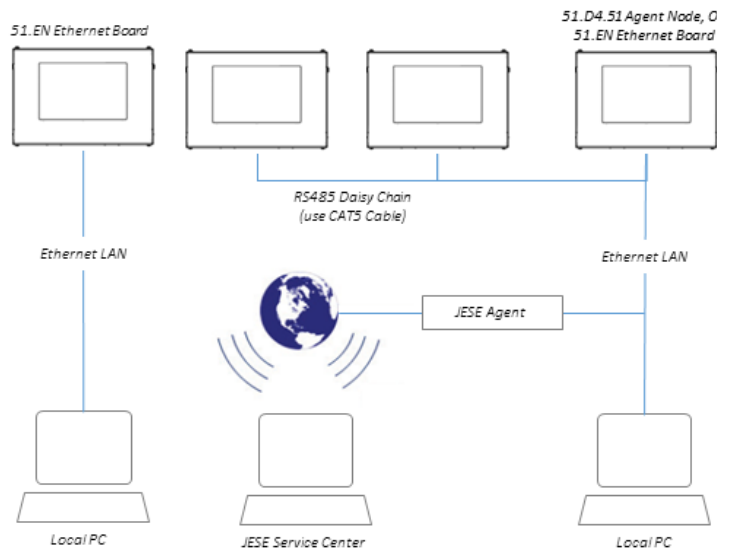 51.EN Ethernet Board
51.D4.51 Agent Node, O
51.EN Ethernet Board
RS485 Daisy Chain
(use CAT5 Cable)
Ethernet LAN
Ethernet LAN
JESE Agent
Local PC
JESE Service Center
Local PC